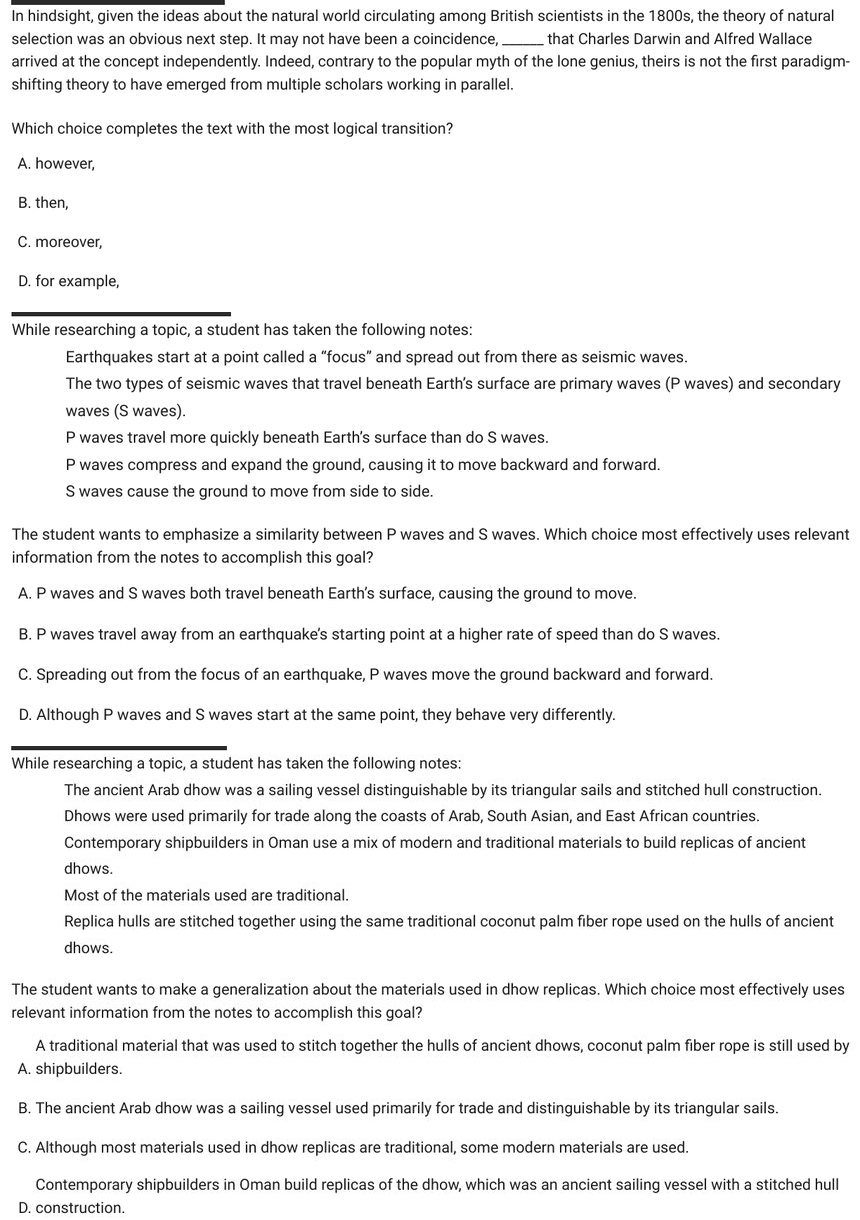 In hindsight, given the ideas about the natural world circulating among British scientists in the 1800s, the theory of natural
selection was an obvious next step. It may not have been a coincidence, ______ that Charles Darwin and Alfred Wallace
arrived at the concept independently. Indeed, contrary to the popular myth of the lone genius, theirs is not the first paradigm-
shifting theory to have emerged from multiple scholars working in parallel.
Which choice completes the text with the most logical transition?
A. however,
B. then,
C. moreover,
D. for example,
While researching a topic, a student has taken the following notes:
Earthquakes start at a point called a “focus” and spread out from there as seismic waves.
The two types of seismic waves that travel beneath Earth’s surface are primary waves (P waves) and secondary
waves (S waves).
P waves travel more quickly beneath Earth’s surface than do S waves.
P waves compress and expand the ground, causing it to move backward and forward.
S waves cause the ground to move from side to side.
The student wants to emphasize a similarity between P waves and S waves. Which choice most effectively uses relevant
information from the notes to accomplish this goal?
A. P waves and S waves both travel beneath Earth’s surface, causing the ground to move.
B. P waves travel away from an earthquake’s starting point at a higher rate of speed than do S waves.
C. Spreading out from the focus of an earthquake, P waves move the ground backward and forward.
D. Although P waves and S waves start at the same point, they behave very differently.
While researching a topic, a student has taken the following notes:
The ancient Arab dhow was a sailing vessel distinguishable by its triangular sails and stitched hull construction.
Dhows were used primarily for trade along the coasts of Arab, South Asian, and East African countries.
Contemporary shipbuilders in Oman use a mix of modern and traditional materials to build replicas of ancient
dhows.
Most of the materials used are traditional.
Replica hulls are stitched together using the same traditional coconut palm fiber rope used on the hulls of ancient
dhows.
The student wants to make a generalization about the materials used in dhow replicas. Which choice most effectively uses
relevant information from the notes to accomplish this goal?
A traditional material that was used to stitch together the hulls of ancient dhows, coconut palm fiber rope is still used by
A. shipbuilders.
B. The ancient Arab dhow was a sailing vessel used primarily for trade and distinguishable by its triangular sails.
C. Although most materials used in dhow replicas are traditional, some modern materials are used.
Contemporary shipbuilders in Oman build replicas of the dhow, which was an ancient sailing vessel with a stitched hull
D. construction.